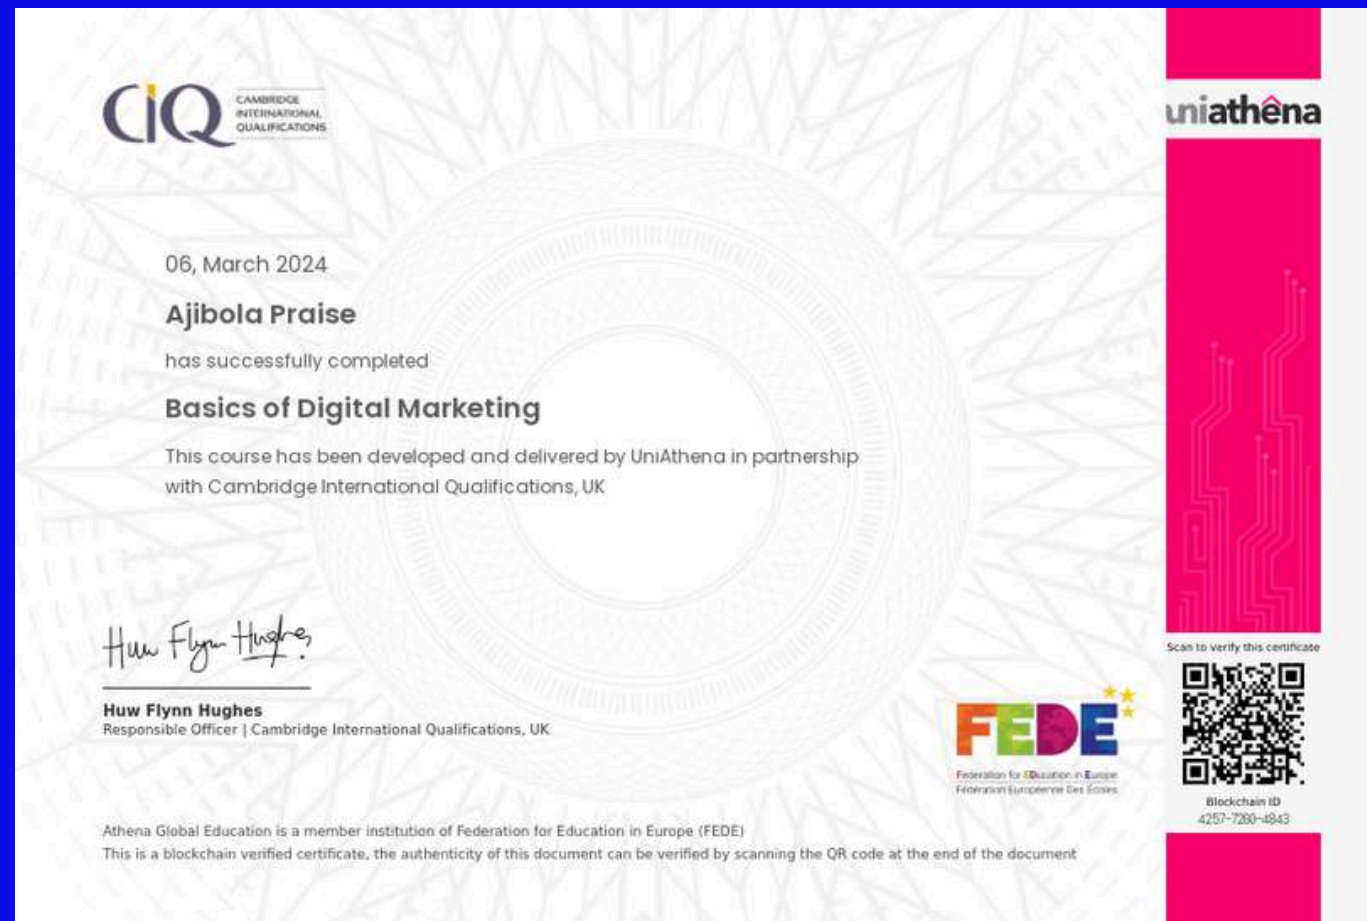 CIQ
CAMBRIDGE
INTERNATIONAL
QUALIFICATIONS
uniathêna
06, March 2024
Ajibola Praise
has successfully completed
Basics of Digital Marketing
This course has been developed and delivered by UniAthena in partnership
with Cambridge International Qualifications, UK
Huw Flynn Hughes
Huw Flynn Hughes
Responsible Officer | Cambridge International Qualifications, UK
FEDE
Federation for EDucation in Europe
Fédération Européenne Des Écoles
Scan to verify this certificate
Blockchain ID
4257-7260-4843
Athena Global Education is a member institution of Federation for Education in Europe (FEDE)
This is a blockchain verified certificate, the authenticity of this document can be verified by scanning the QR code at the end of the document